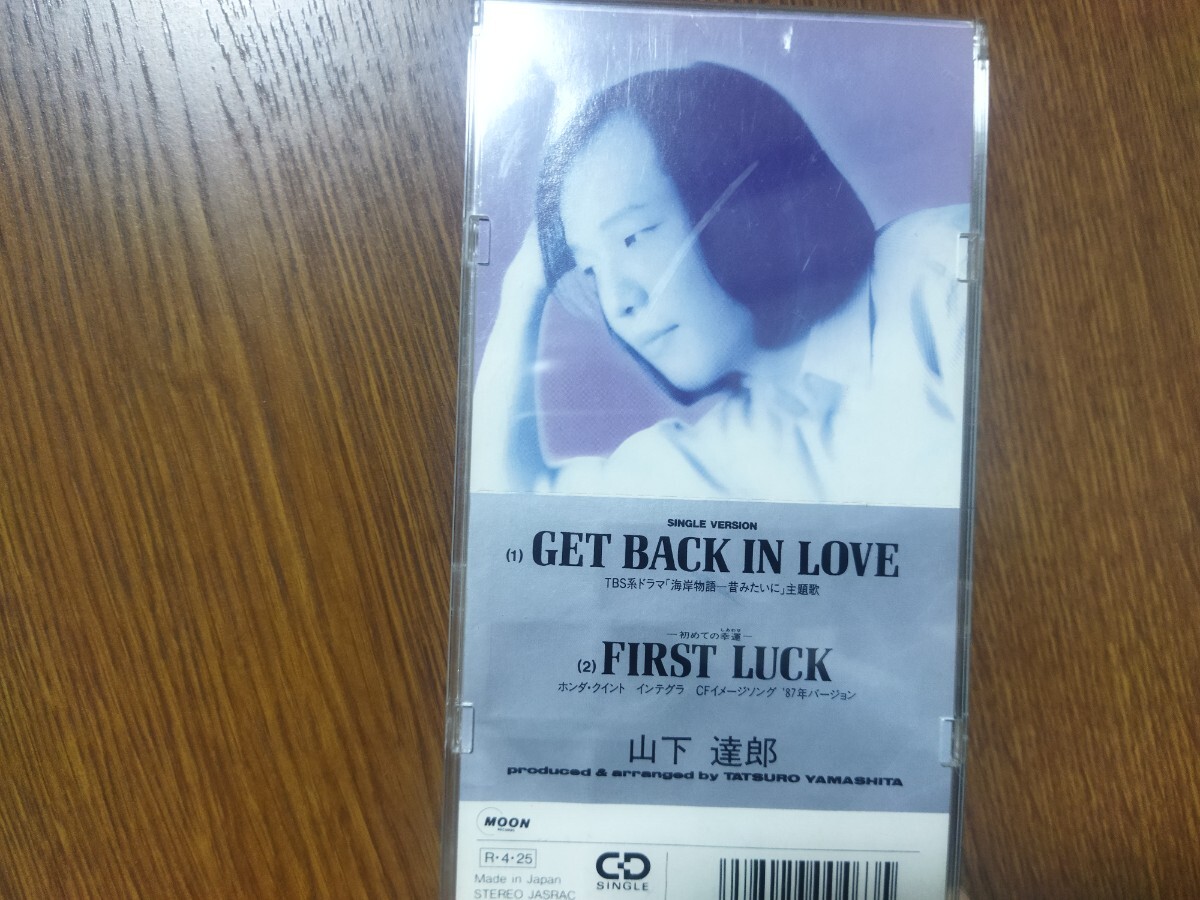 SINGLE VERSION
(1) GET BACK IN LOVE
TBS系ドラマ「海岸物語—昔みたいに」主題歌
しあわせ
—初めての幸運—
(2) FIRST LUCK
ホンダ・クイント インテグラ CFイメージソング '87年バージョン
山下 達郎
produced & arranged by TATSURO YAMASHITA
MOON
RECORDS
R・4・25
CD
SINGLE
Made in Japan
STEREO JASRAC